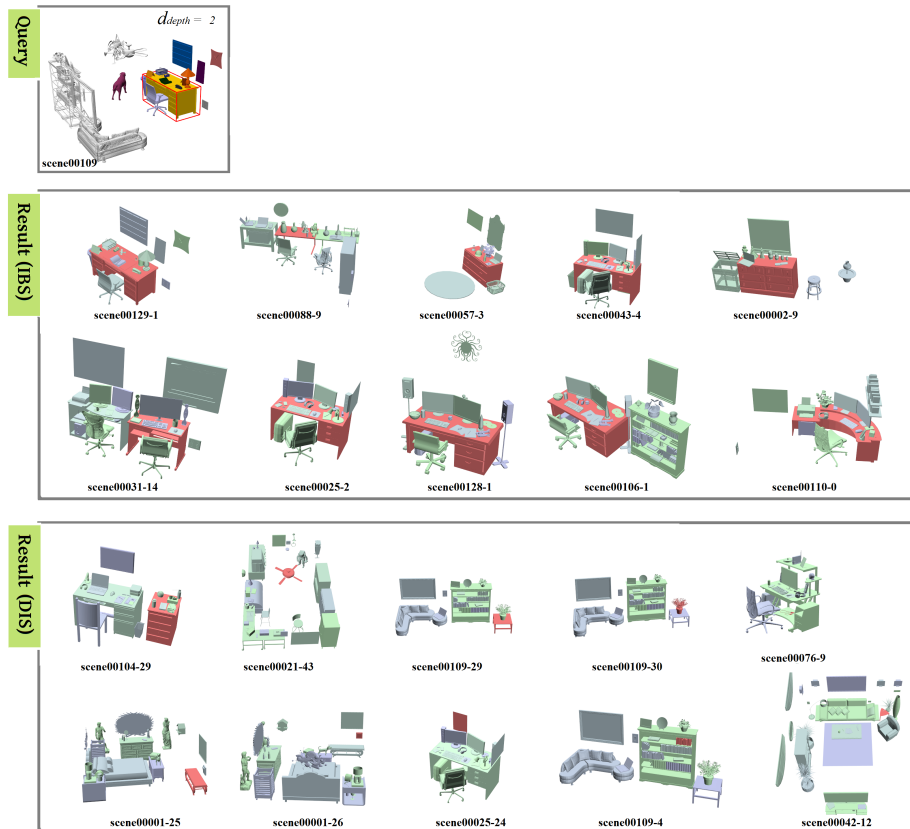 Query
d depth = 2
scene00109
Result (IBS)
scene00129-1
scene00088-9
scene00057-3
scene00043-4
scene00002-9
scene00031-14
scene00025-2
scene00128-1
scene00106-1
scene00110-0
Result (DIS)
scene00104-29
scene00021-43
scene00109-29
scene00109-30
scene00076-9
scene00001-25
scene00001-26
scene00025-24
scene00109-4
scene00042-12